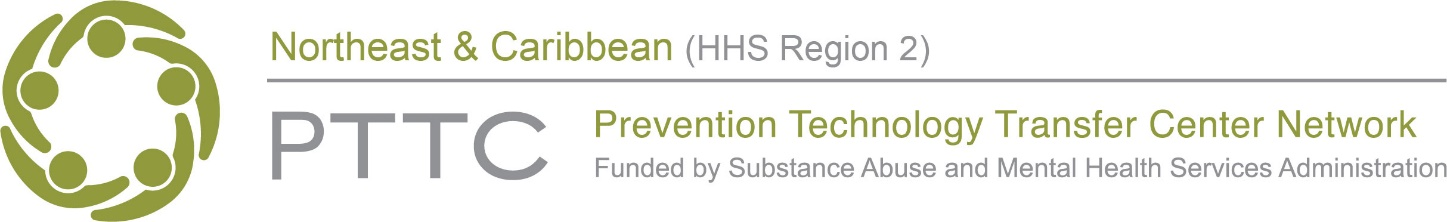 Northeast & Caribbean (HHS Region 2)
PTTC
Prevention Technology Transfer Center Network
Funded by Substance Abuse and Mental Health Services Administration